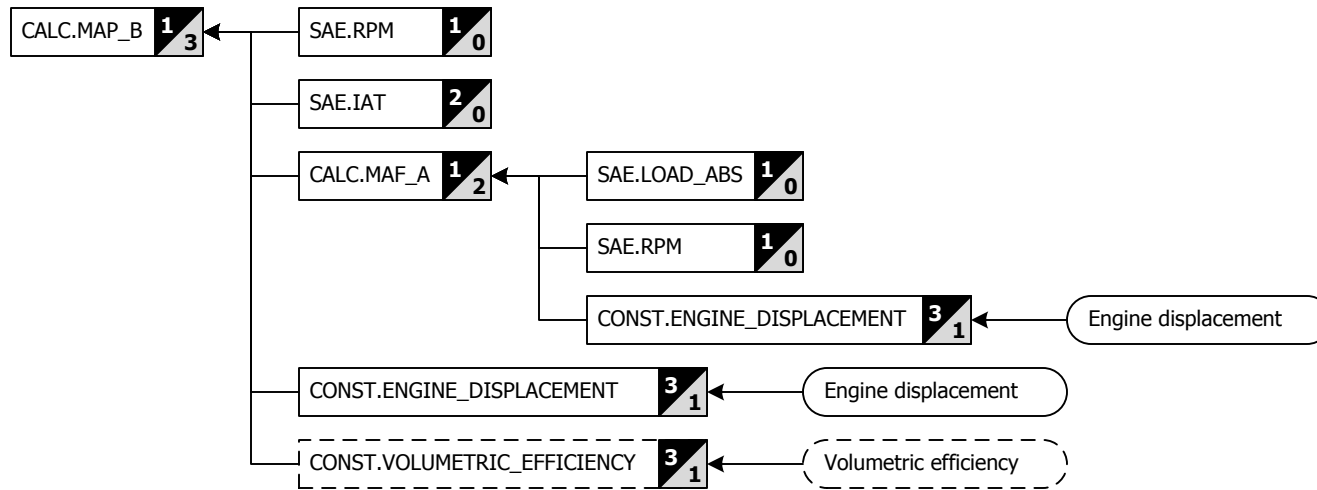 CALC.MAP_B 1 3
SAE.RPM 1 0
SAE.IAT 2 0
CALC.MAF_A 1 2
SAE.LOAD_ABS 1 0
SAE.RPM 1 0
CONST.ENGINE_DISPLACEMENT 3 1
Engine displacement
CONST.ENGINE_DISPLACEMENT 3 1
Engine displacement
CONST.VOLUMETRIC_EFFICIENCY 3 1
Volumetric efficiency